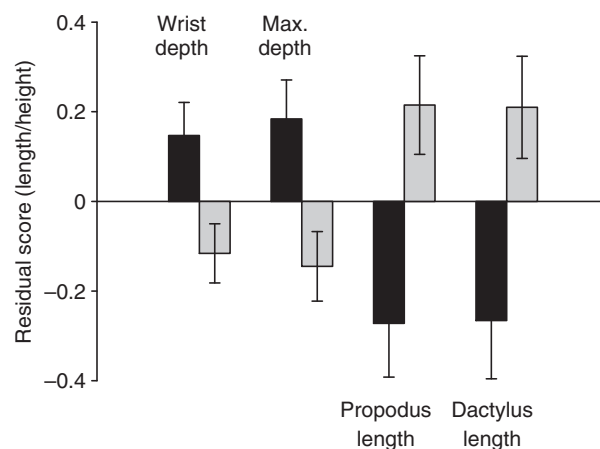 0.4
Wrist
depth
Max.
depth
0.2
0
–0.2
–0.4
Residual score (length/height)
Propodus
length
Dactylus
length